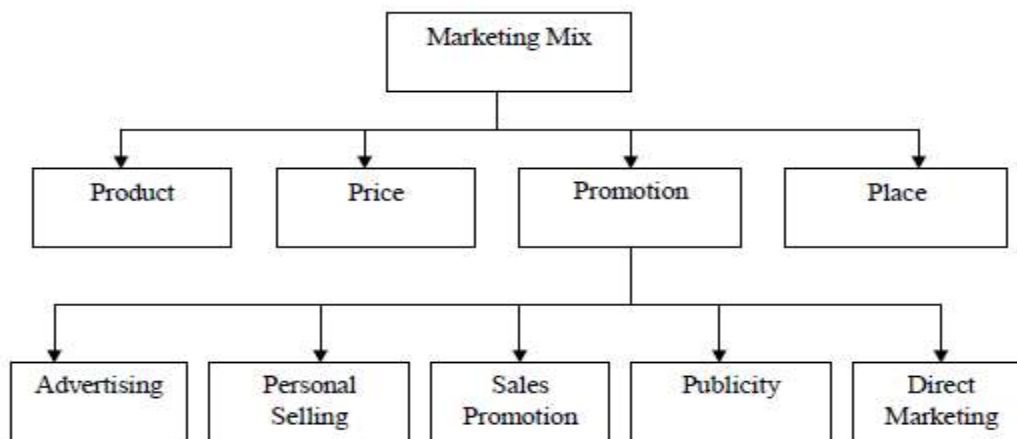 Marketing Mix
Product
Price
Promotion
Place
Advertising
Personal
Selling
Sales
Promotion
Publicity
Direct
Marketing